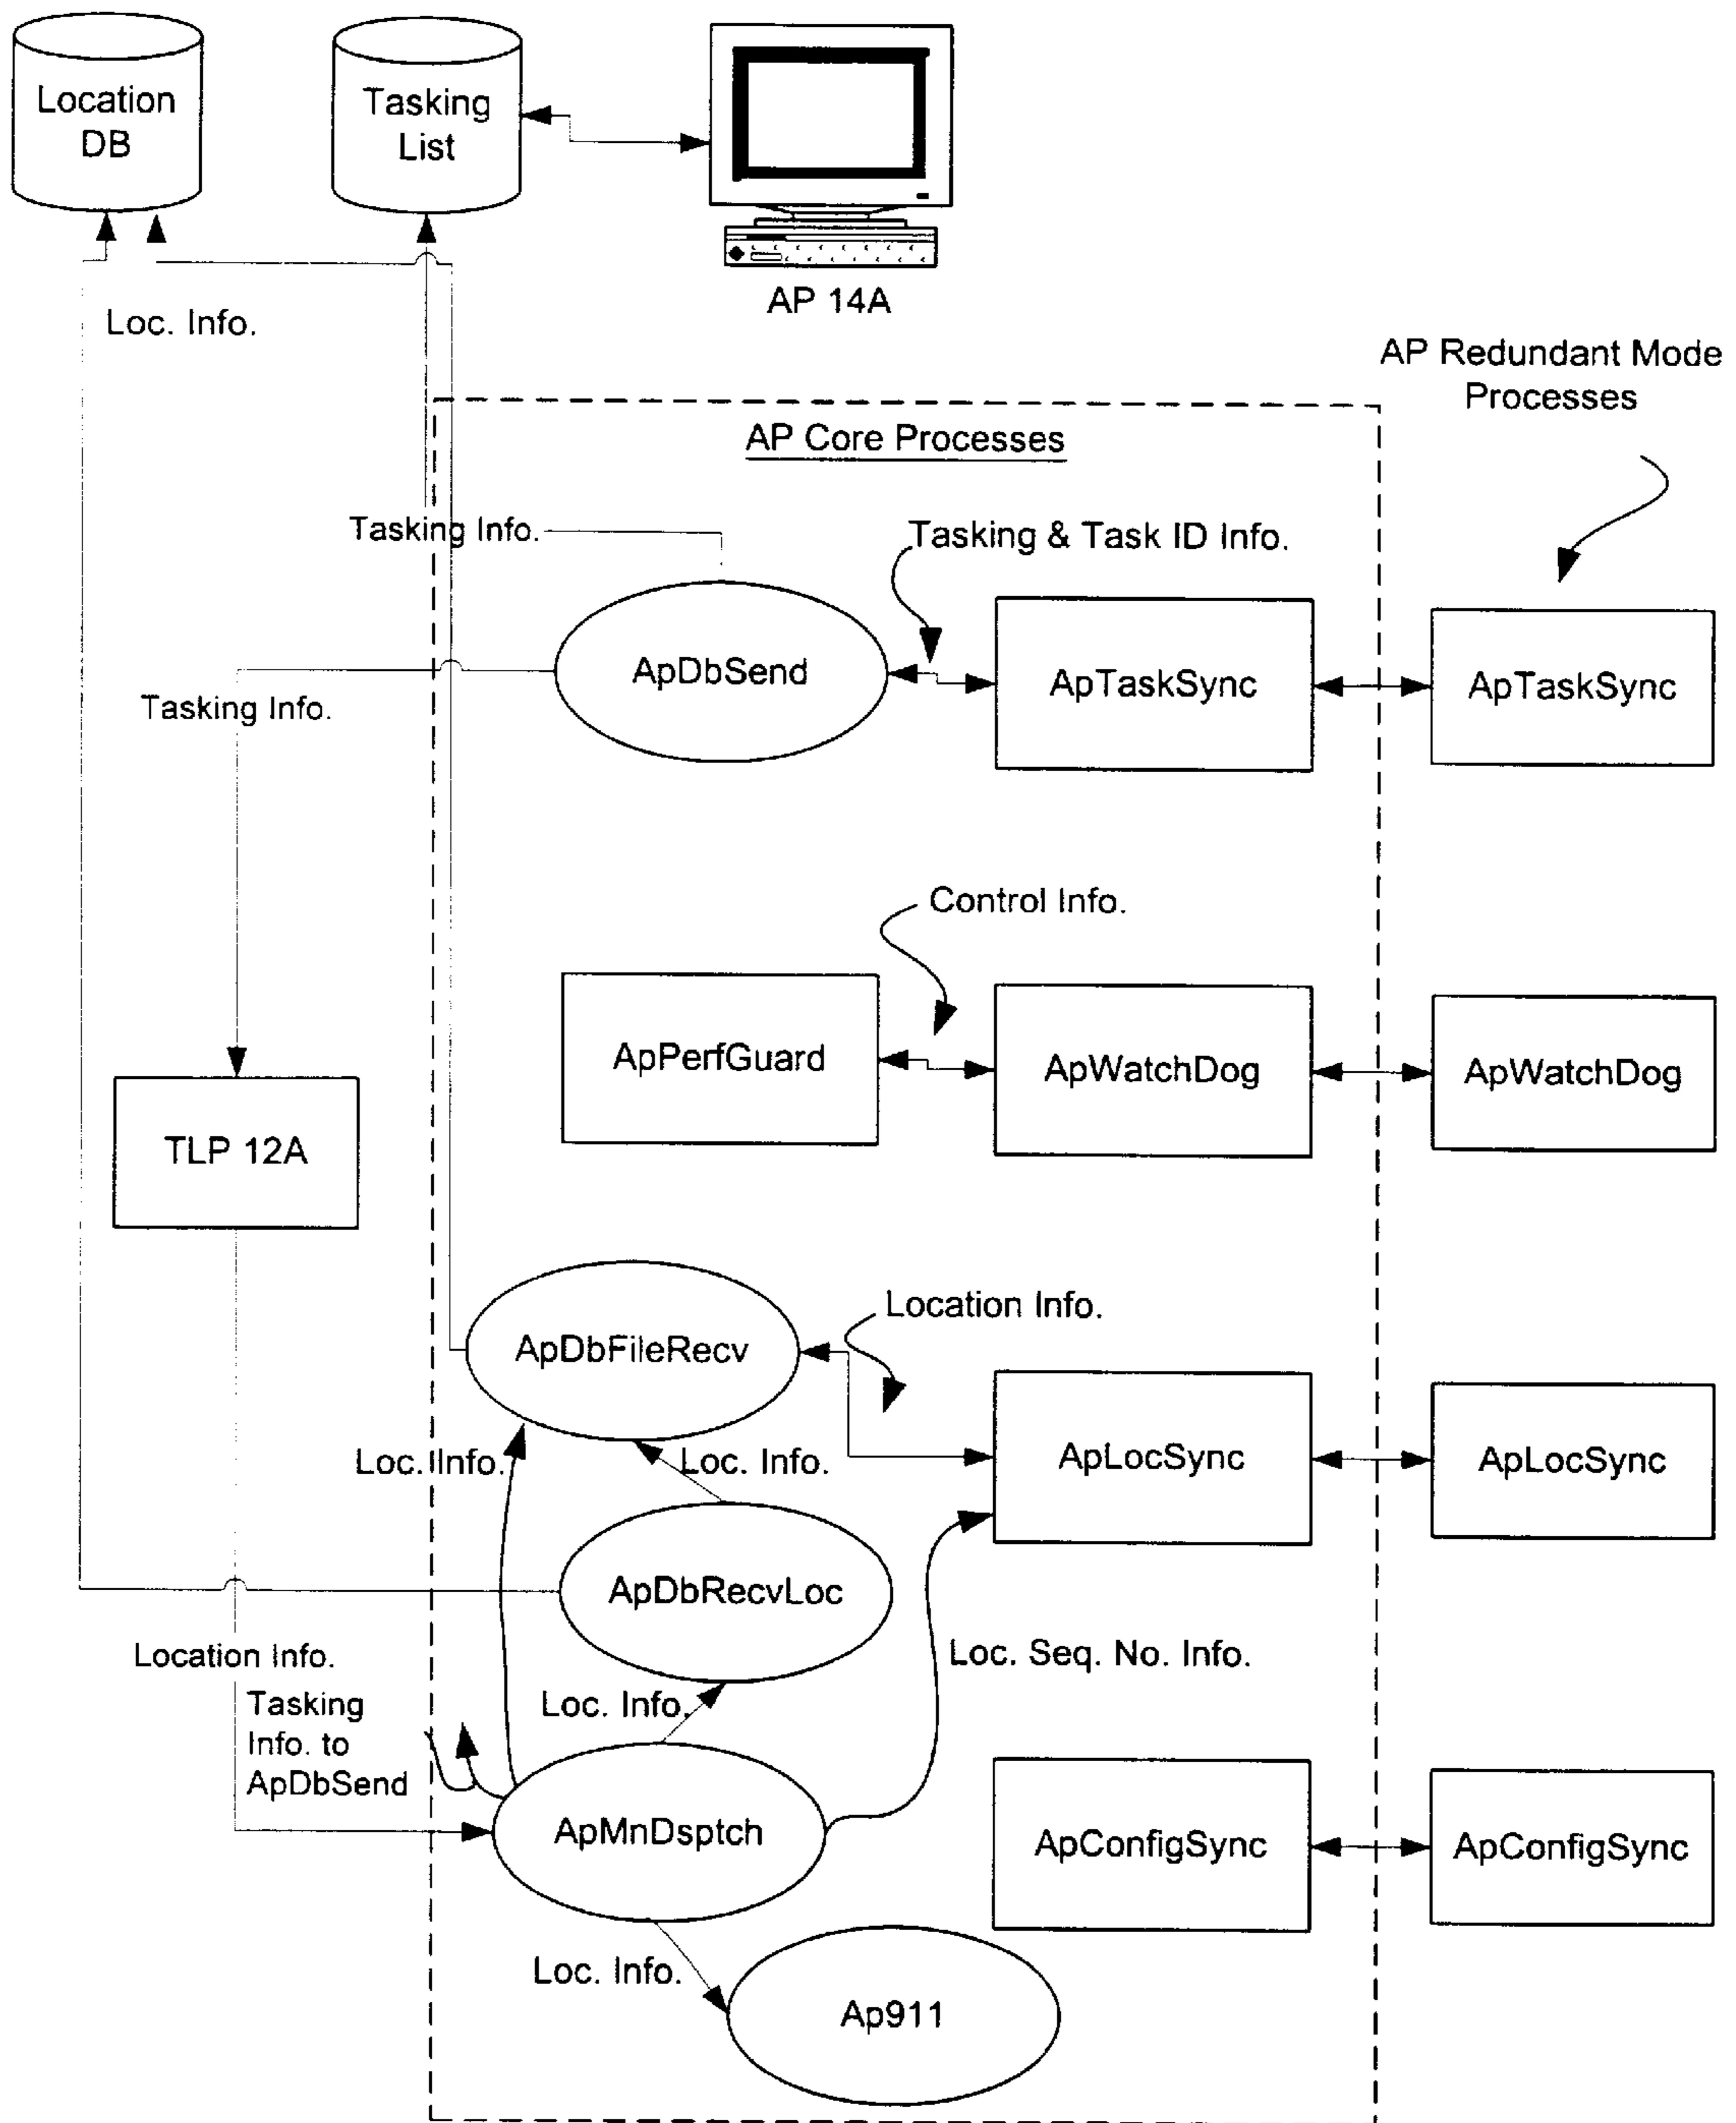 Location
DB
Tasking
List
AP 14A
Loc. Info.
AP Redundant Mode
Processes
AP Core Processes
Tasking Info.
Tasking & Task ID Info.
ApDbSend
ApTaskSync
ApTaskSync
Tasking Info.
Control Info.
ApPerfGuard
ApWatchDog
ApWatchDog
TLP 12A
Location Info.
ApDbFileRecv
Loc. Info.
Loc. Info.
ApLocSync
ApLocSync
ApDbRecvLoc
Location Info.
Loc. Seq. No. Info.
Tasking
Info. to
ApDbSend
Loc. Info.
ApMnDsptch
ApConfigSync
ApConfigSync
Loc. Info.
Ap911